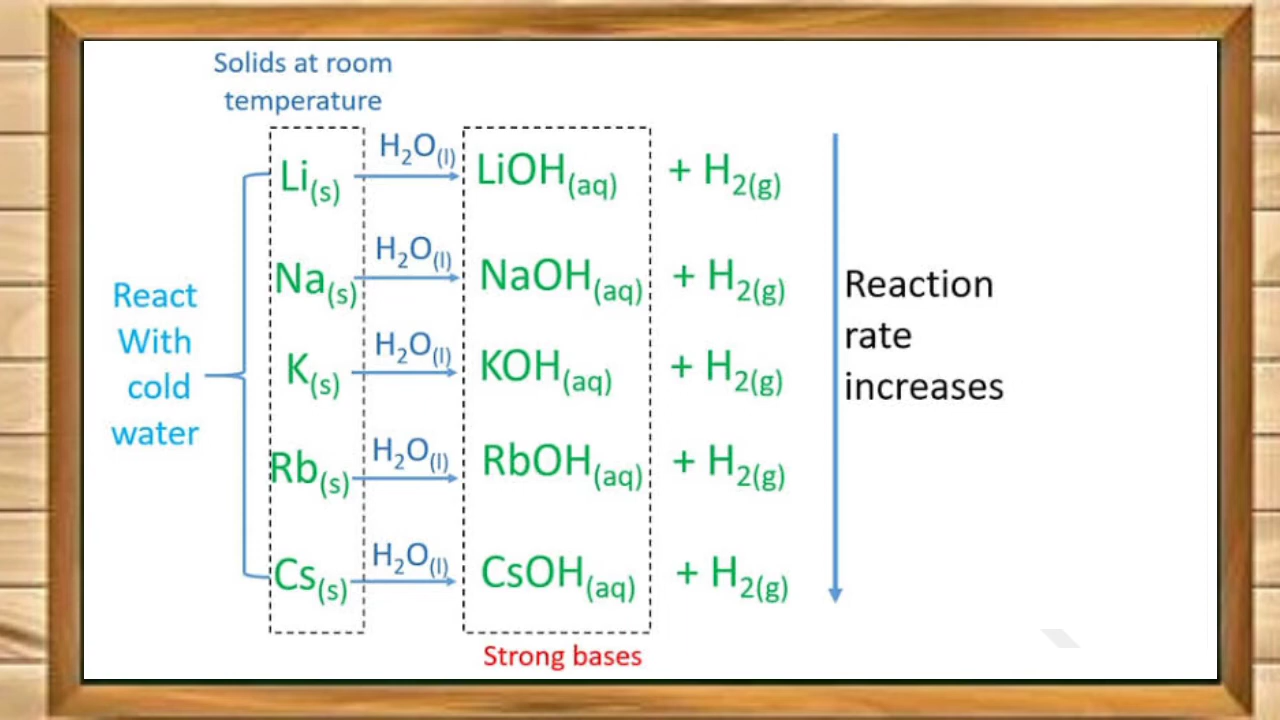 Solids at room
temperature
Li(s) H₂O(l) LiOH(aq) + H₂(g)
Na(s) H₂O(l) NaOH(aq) + H₂(g)
K(s) H₂O(l) KOH(aq) + H₂(g)
Rb(s) H₂O(l) RbOH(aq) + H₂(g)
Cs(s) H₂O(l) CsOH(aq) + H₂(g)
React
With
cold
water
Reaction
rate
increases
Strong bases